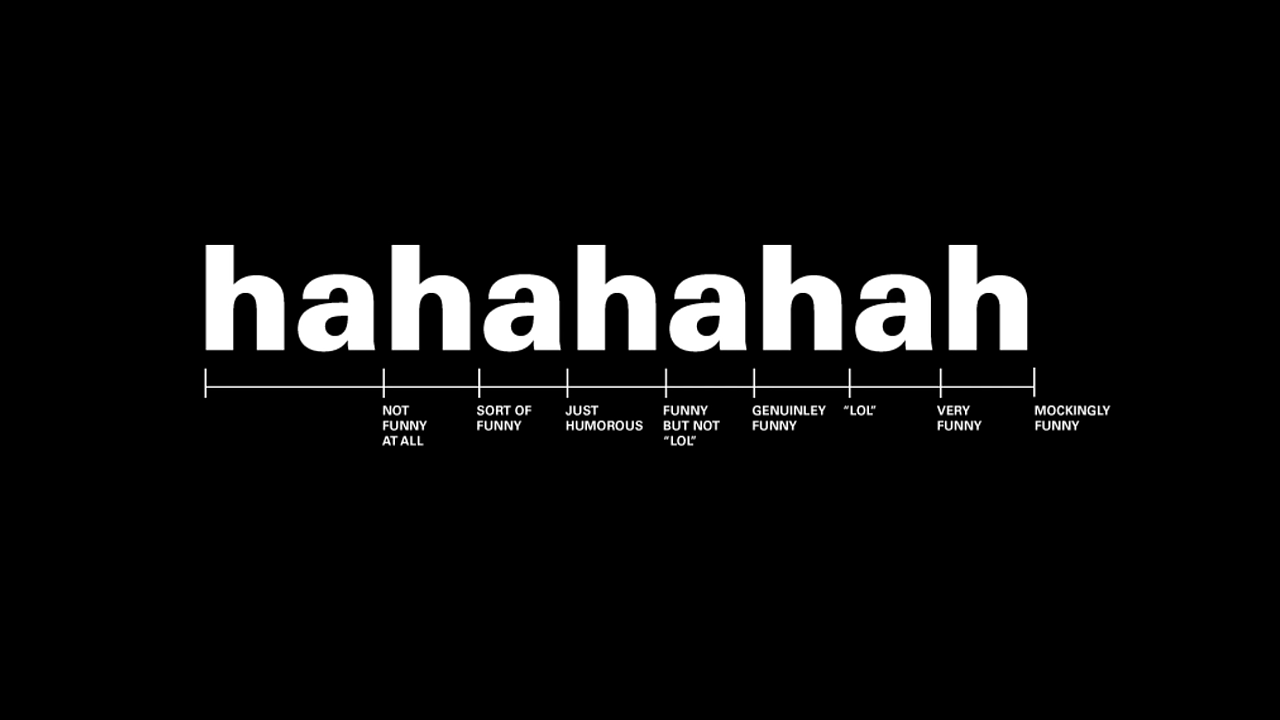 hahahahah
NOT
FUNNY
AT ALL
SORT OF
FUNNY
JUST
HUMOROUS
FUNNY
BUT NOT
“LOL”
GENUINLEY
FUNNY
“LOL”
VERY
FUNNY
MOCKINGLY
FUNNY